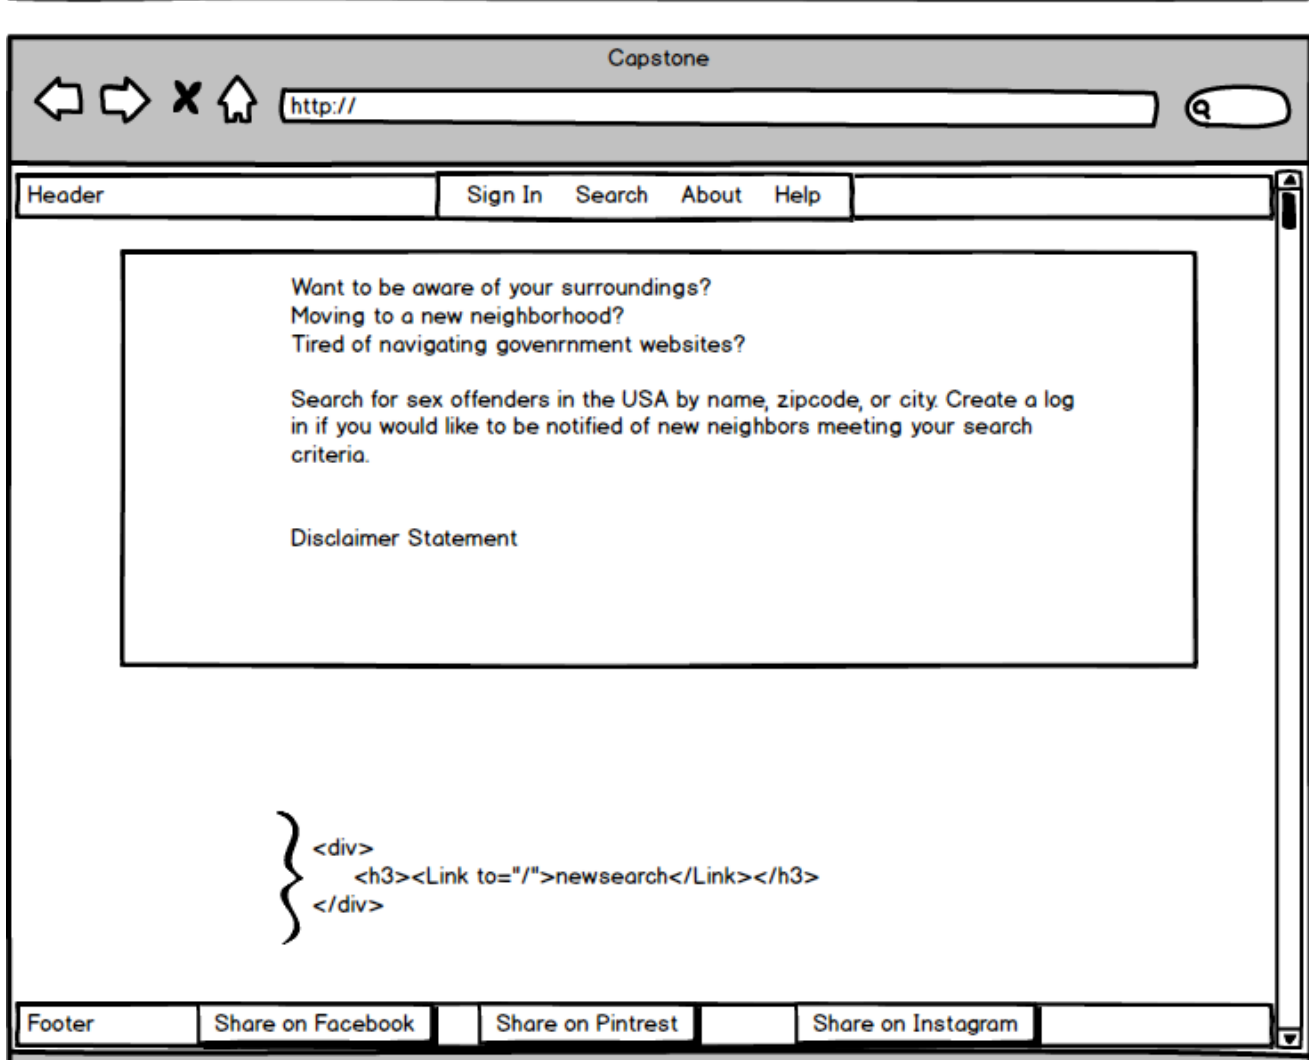 Capstone
http://
Header
Sign In Search About Help
Want to be aware of your surroundings?
Moving to a new neighborhood?
Tired of navigating govenrnment websites?
Search for sex offenders in the USA by name, zipcode, or city. Create a log
in if you would like to be notified of new neighbors meeting your search
criteria.
Disclaimer Statement
<div>
<h3><Link to="/">newsearch</Link></h3>
</div>
Footer
Share on Facebook
Share on Pintrest
Share on Instagram